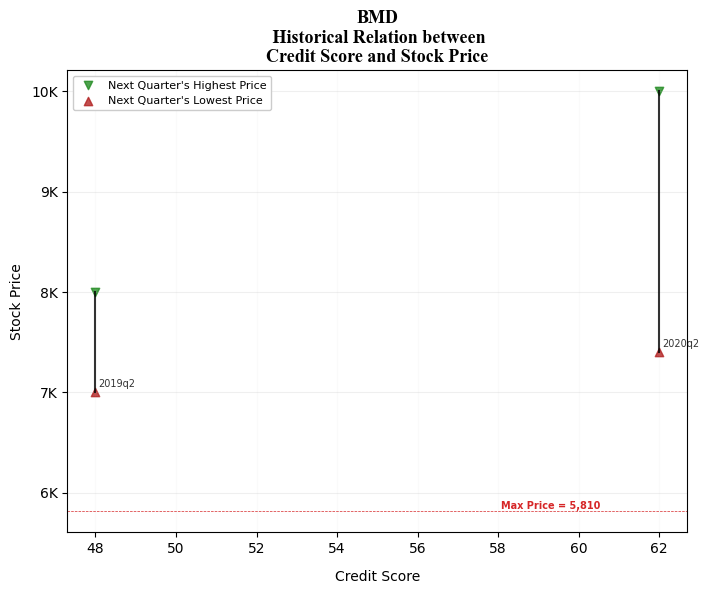 BMD
Historical Relation between
Credit Score and Stock Price
Next Quarter's Highest Price
Next Quarter's Lowest Price
10K
9K
8K
7K
6K
Stock Price
2019q2
2020q2
Max Price = 5,810
48 50 52 54 56 58 60 62
Credit Score